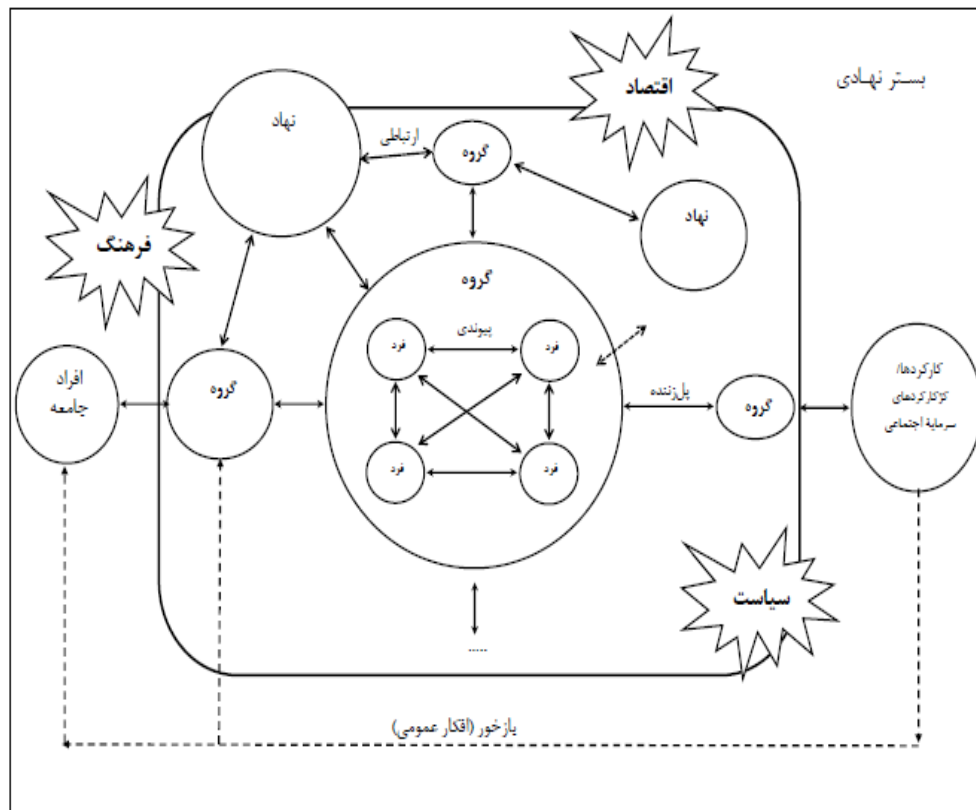 بستر نهادی
اقتصاد
نهاد
ارتباطی
گروه
نهاد
فرهنگ
گروه
پیوندی
فرد
فرد
افراد
جامعه
گروه
پل‌زننده
گروه
کارکردها/
کژکارکردهای
سرمایهٔ اجتماعی
فرد
فرد
سیاست
.....
بازخور (افکار عمومی)